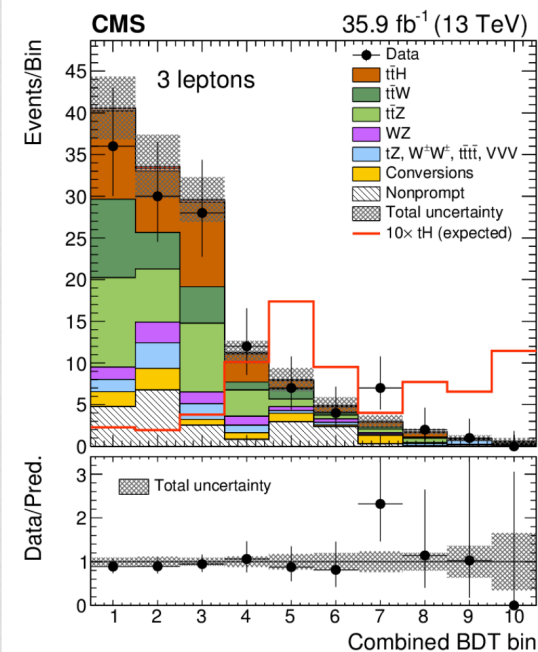 CMS 35.9 fb⁻¹ (13 TeV)
Events/Bin
3 leptons
Data
tt̄H
tt̄W
tt̄Z
WZ
tZ, W±W±, tt̄tt̄, VVV
Conversions
Nonprompt
Total uncertainty
10× tH (expected)
45
40
35
30
25
20
15
10
5
0
Data/Pred.
Total uncertainty
3
2
1
0
1 2 3 4 5 6 7 8 9 10
Combined BDT bin